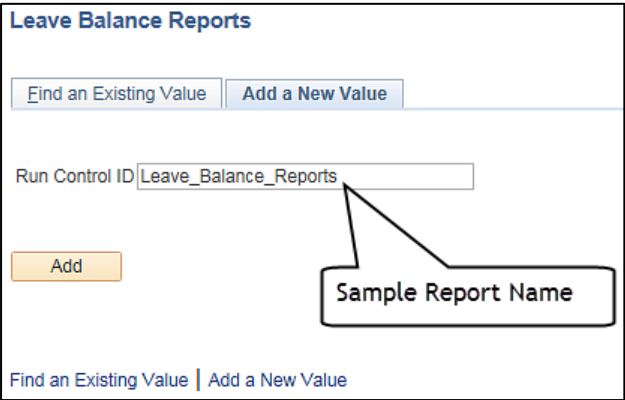 Leave Balance Reports
Find an Existing Value Add a New Value
Run Control ID Leave_Balance_Reports
Add
Sample Report Name
Find an Existing Value | Add a New Value